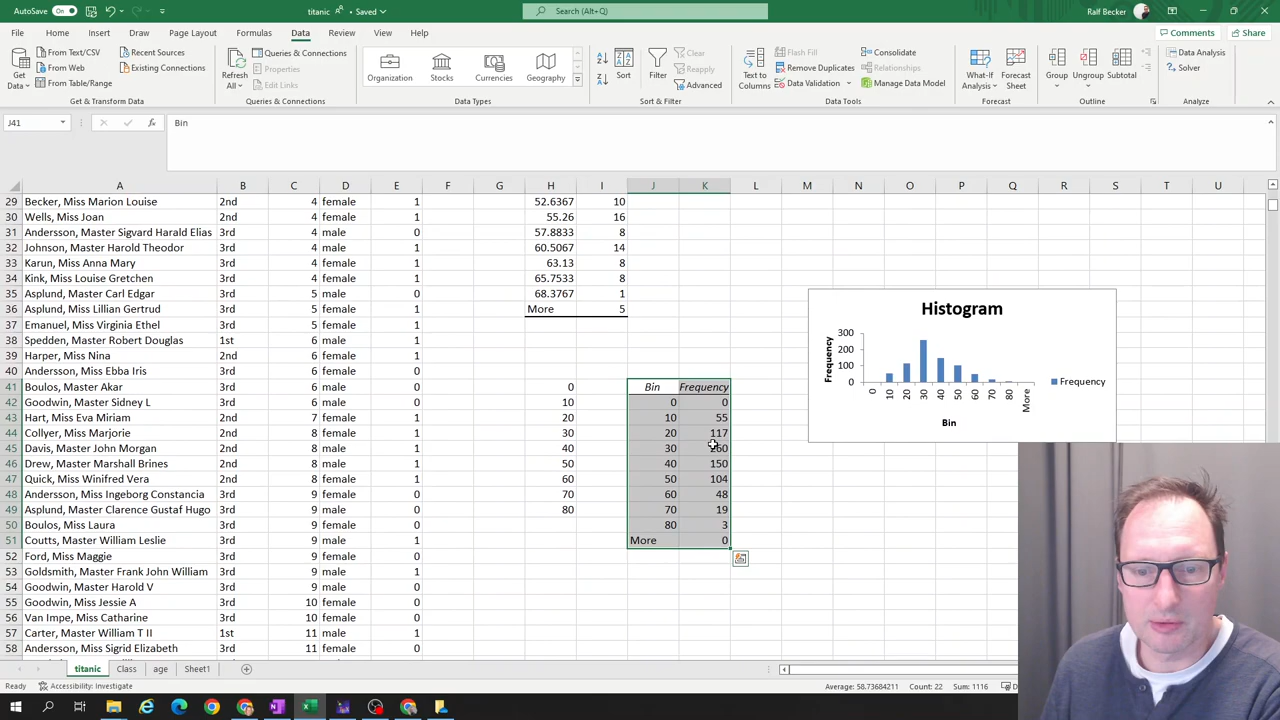 AutoSave On titanic Saved Search (Alt+Q) Ralf Becker
File Home Insert Draw Page Layout Formulas Data Review View Help Comments Share
Get Data From Text/CSV From Web From Table/Range Recent Sources Existing Connections
Refresh All Queries & Connections Properties Edit Links
Organization Stocks Currencies Geography
Sort Filter Clear Reapply Advanced
Text to Columns Flash Fill Remove Duplicates Data Validation Consolidate Relationships Manage Data Model
What-If Analysis Forecast Sheet Group Ungroup Subtotal Data Analysis Solver
Get & Transform Data Queries & Connections Data Types Sort & Filter Data Tools Forecast Outline Analyze
J41 fx Bin
A B C D E F G H I J K L M N O P Q R S T U
29 Becker, Miss Marion Louise 2nd 4 female 1 52.6367 10
30 Wells, Miss Joan 2nd 4 female 1 55.26 16
31 Andersson, Master Sigvard Harald Elias 3rd 4 male 0 57.8833 8
32 Johnson, Master Harold Theodor 3rd 4 male 1 60.5067 14
33 Karun, Miss Anna Mary 3rd 4 female 1 63.13 8
34 Kink, Miss Louise Gretchen 3rd 4 female 1 65.7533 8
35 Asplund, Master Carl Edgar 3rd 5 male 0 68.3767 1
36 Asplund, Miss Lillian Gertrud 3rd 5 female 1 More 5
37 Emanuel, Miss Virginia Ethel 3rd 5 female 1
38 Spedden, Master Robert Douglas 1st 6 male 1
39 Harper, Miss Nina 2nd 6 female 1
40 Andersson, Miss Ebba Iris 3rd 6 female 0
41 Boulos, Master Akar 3rd 6 male 0 0 Bin Frequency
42 Goodwin, Master Sidney L 3rd 6 male 0 10 0 0
43 Hart, Miss Eva Miriam 2nd 7 female 1 20 10 55
44 Collyer, Miss Marjorie 2nd 8 female 1 30 20 117
45 Davis, Master John Morgan 2nd 8 male 1 40 30 260
46 Drew, Master Marshall Brines 2nd 8 male 1 50 40 150
47 Quick, Miss Winifred Vera 2nd 8 female 1 60 50 104
48 Andersson, Miss Ingeborg Constancia 3rd 9 female 0 70 60 48
49 Asplund, Master Clarence Gustaf Hugo 3rd 9 male 0 80 70 19
50 Boulos, Miss Laura 3rd 9 female 0 80 3
51 Coutts, Master William Leslie 3rd 9 male 1 More 0
52 Ford, Miss Maggie 3rd 9 female 0
53 Goldsmith, Master Frank John William 3rd 9 male 1
54 Goodwin, Master Harold V 3rd 9 male 0
55 Goodwin, Miss Jessie A 3rd 10 female 0
56 Van Impe, Miss Catharine 3rd 10 female 0
57 Carter, Master William T II 1st 11 male 1
58 Andersson, Miss Sigrid Elizabeth 3rd 11 female 0
Histogram
Frequency
300
200
100
0
0 10 20 30 40 50 60 70 80 More
Bin
Frequency
titanic Class age Sheet1
Ready Accessibility: Investigate Average: 58.73684211 Count: 22 Sum: 1116